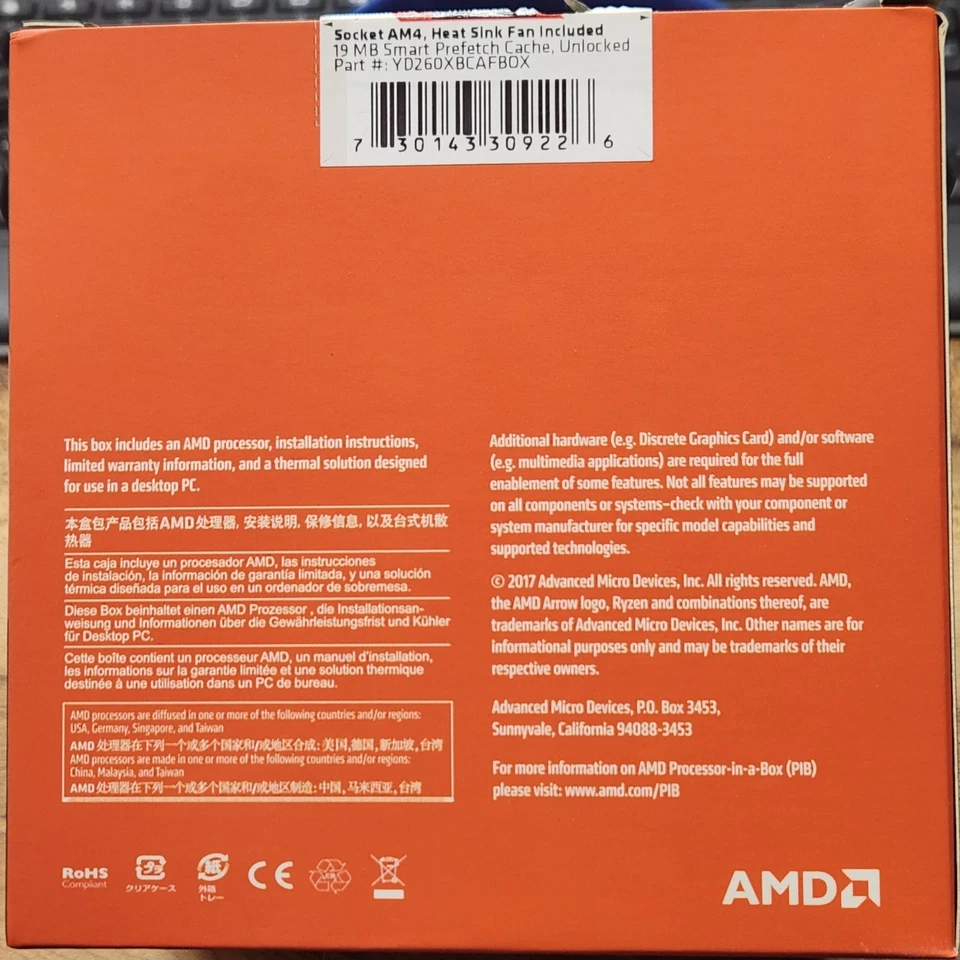 Socket AM4, Heat Sink Fan Included
19 MB Smart Prefetch Cache, Unlocked
Part #: YD260XBCAFBOX
7 30143 30922 6
This box includes an AMD processor, installation instructions,
limited warranty information, and a thermal solution designed
for use in a desktop PC.
本盒包产品包括AMD处理器, 安装说明, 保修信息, 以及台式机散
热器
Esta caja incluye un procesador AMD, las instrucciones
de instalación, la información de garantía limitada, y una solución
térmica diseñada para el uso en un ordenador de sobremesa.
Diese Box beinhaltet einen AMD Prozessor , die Installationsan-
weisung und Informationen über die Gewährleistungsfrist und Kühler
für Desktop PC.
Cette boîte contient un processeur AMD, un manuel d'installation,
les informations sur la garantie limitée et une solution thermique
destinée à une utilisation dans un PC de bureau.
AMD processors are diffused in one or more of the following countries and/or regions:
USA, Germany, Singapore, and Taiwan
AMD 处理器在下列一个或多个国家和/或地区合成: 美国,德国,新加坡,台湾
AMD processors are made in one or more of the following countries and/or regions:
China, Malaysia, and Taiwan
AMD 处理器在下列一个或多个国家和/或地区制造: 中国,马来西亚,台湾
Additional hardware (e.g. Discrete Graphics Card) and/or software
(e.g. multimedia applications) are required for the full
enablement of some features. Not all features may be supported
on all components or systems–check with your component or
system manufacturer for specific model capabilities and
supported technologies.
© 2017 Advanced Micro Devices, Inc. All rights reserved. AMD,
the AMD Arrow logo, Ryzen and combinations thereof, are
trademarks of Advanced Micro Devices, Inc. Other names are for
informational purposes only and may be trademarks of their
respective owners.
Advanced Micro Devices, P.O. Box 3453,
Sunnyvale, California 94088-3453
For more information on AMD Processor-in-a-Box (PIB)
please visit: www.amd.com/PIB
RoHS
Compliant
プラ
クリアケース
紙
外箱
トレー
CE
AMD